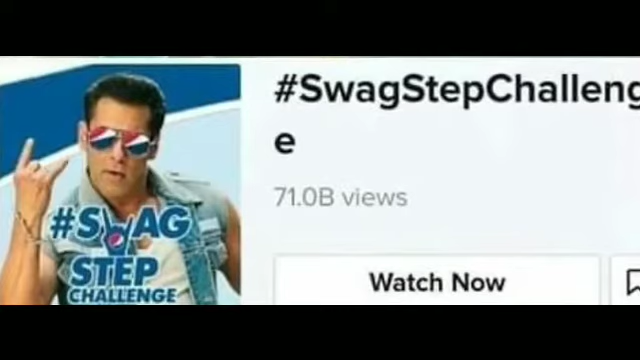 #SwagStepChalleng
e
71.0B views
Watch Now
#SWAG
STEP
CHALLENGE